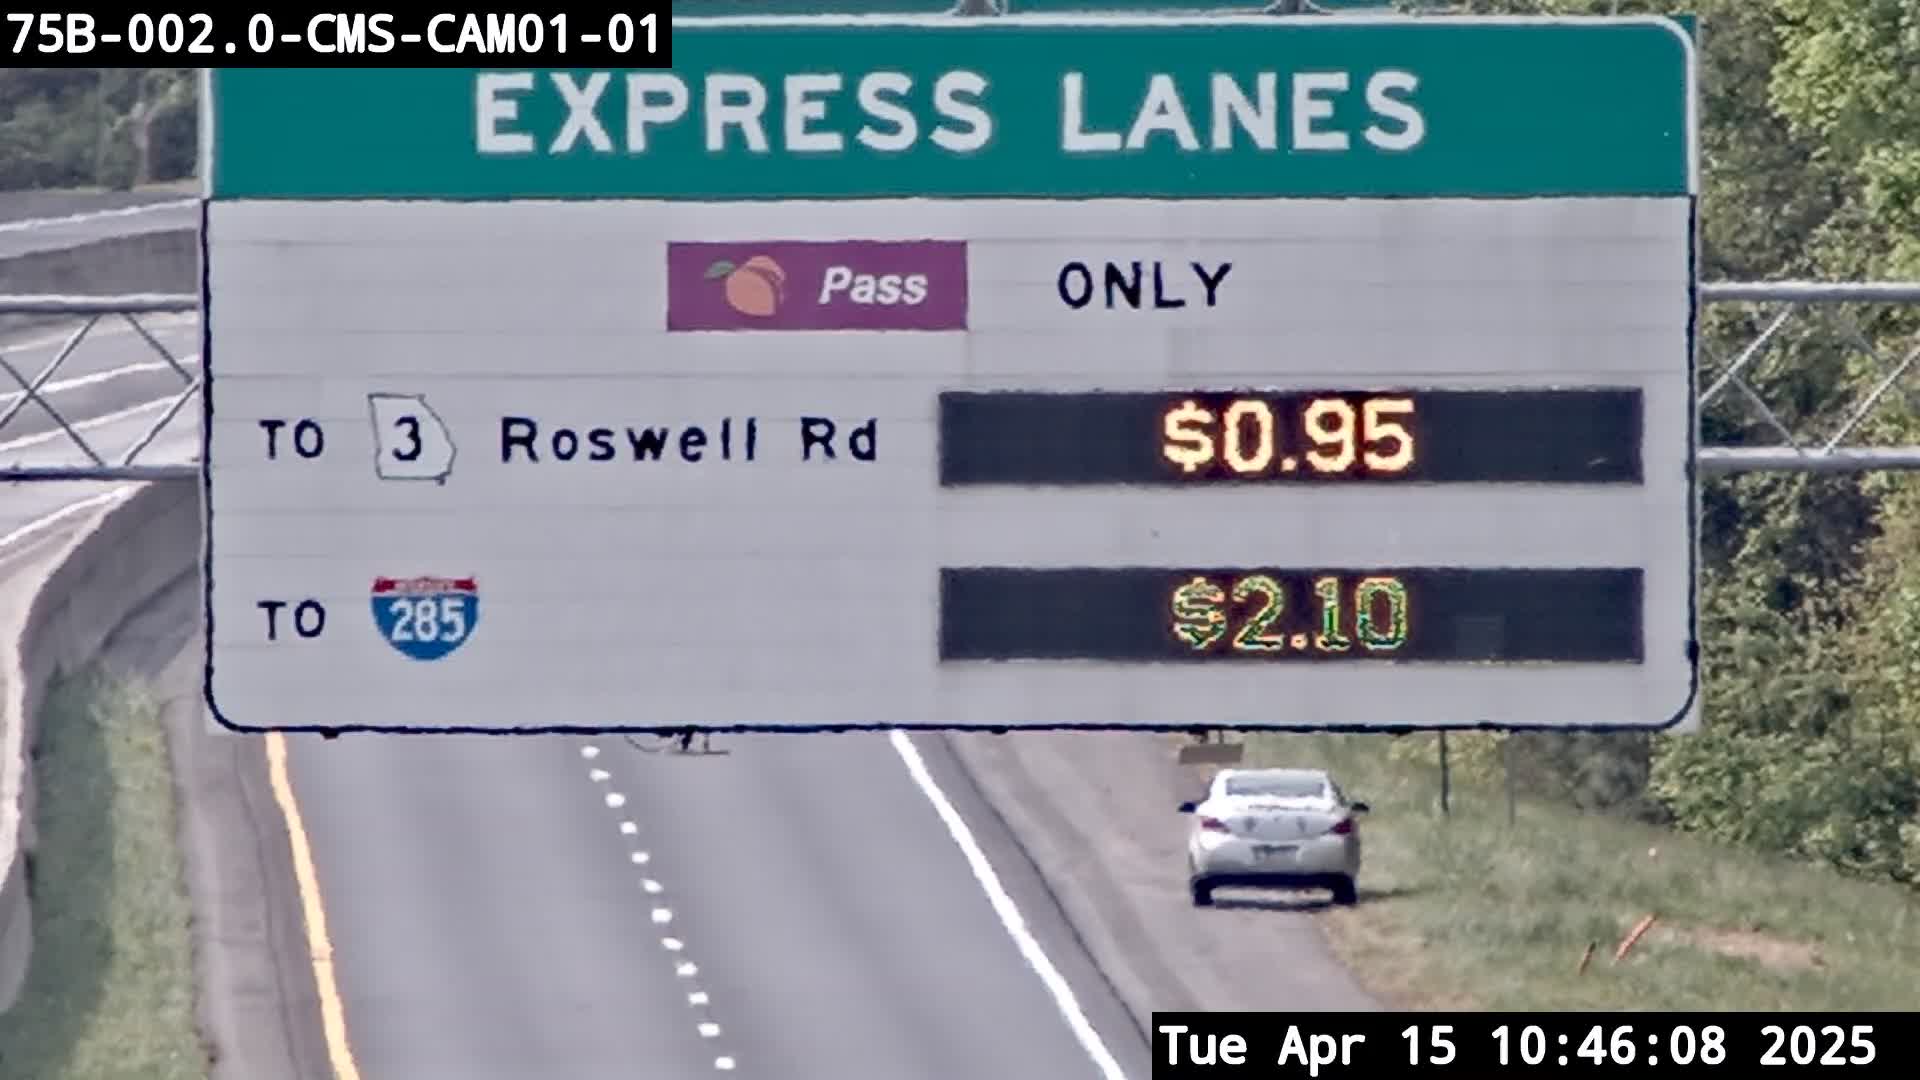 75B-002.0-CMS-CAM01-01
EXPRESS LANES
Pass ONLY
TO 3 Roswell Rd $0.95
TO 285 $2.10
Tue Apr 15 10:46:08 2025